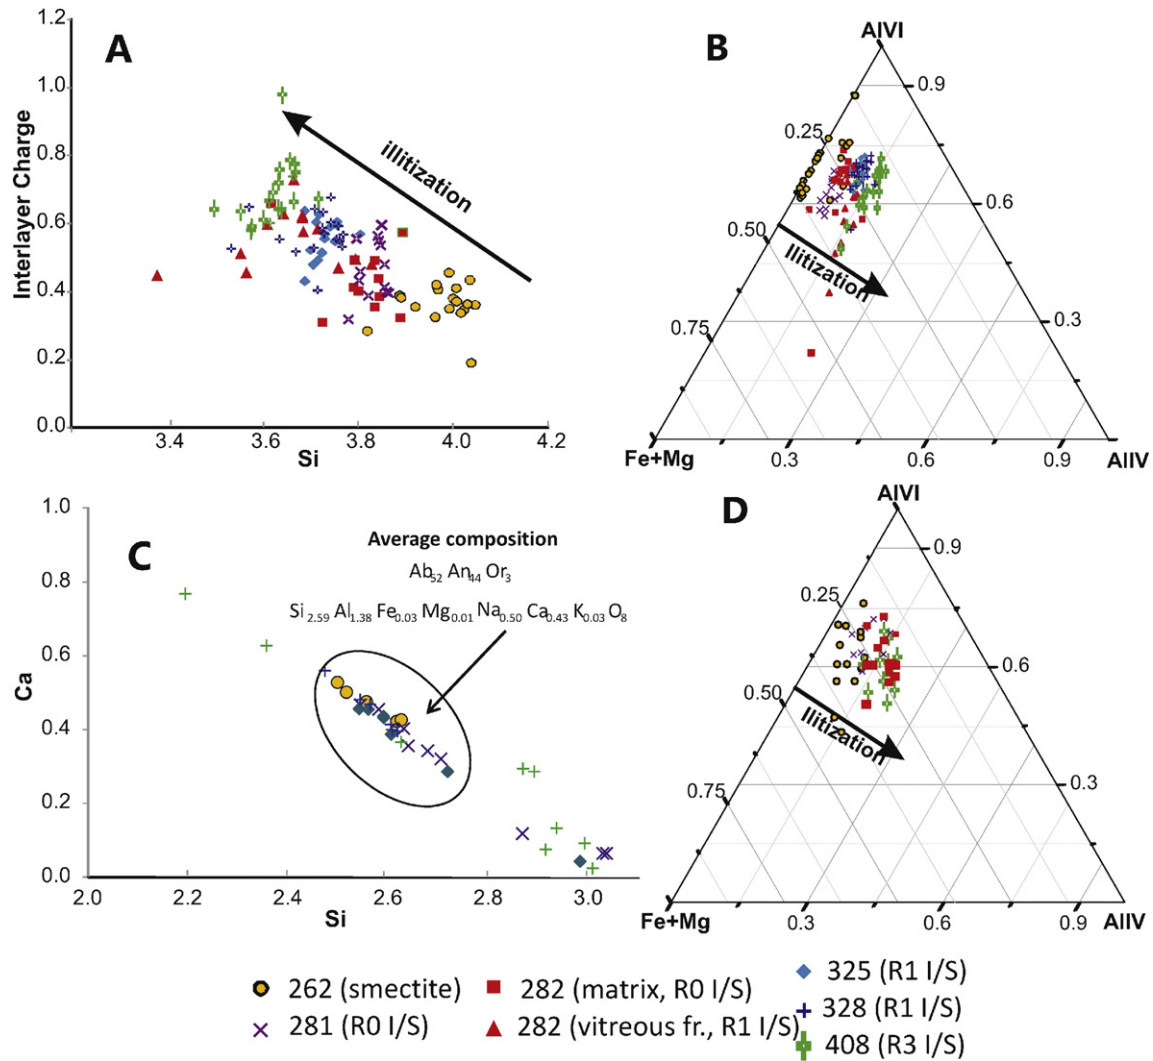 A
Interlayer Charge
1.2
1.0
0.8
0.6
0.4
0.2
0.0
illitization
3.4
3.6
3.8
4.0
4.2
Si
B
AlVI
0.9
0.6
0.3
0.25
0.50
0.75
Ilitization
Fe+Mg
0.3
0.6
0.9
AlIV
C
Ca
1.0
0.8
0.6
0.4
0.2
0.0
Average composition
Ab52 An44 Or3
Si2.59 Al1.38 Fe0.03 Mg0.01 Na0.50 Ca0.43 K0.03 O8
2.0
2.2
2.4
2.6
2.8
3.0
Si
D
AlVI
0.9
0.6
0.3
0.25
0.50
0.75
Ilitization
Fe+Mg
0.3
0.6
0.9
AlIV
262 (smectite)
281 (R0 I/S)
282 (matrix, R0 I/S)
282 (vitreous fr., R1 I/S)
325 (R1 I/S)
328 (R1 I/S)
408 (R3 I/S)